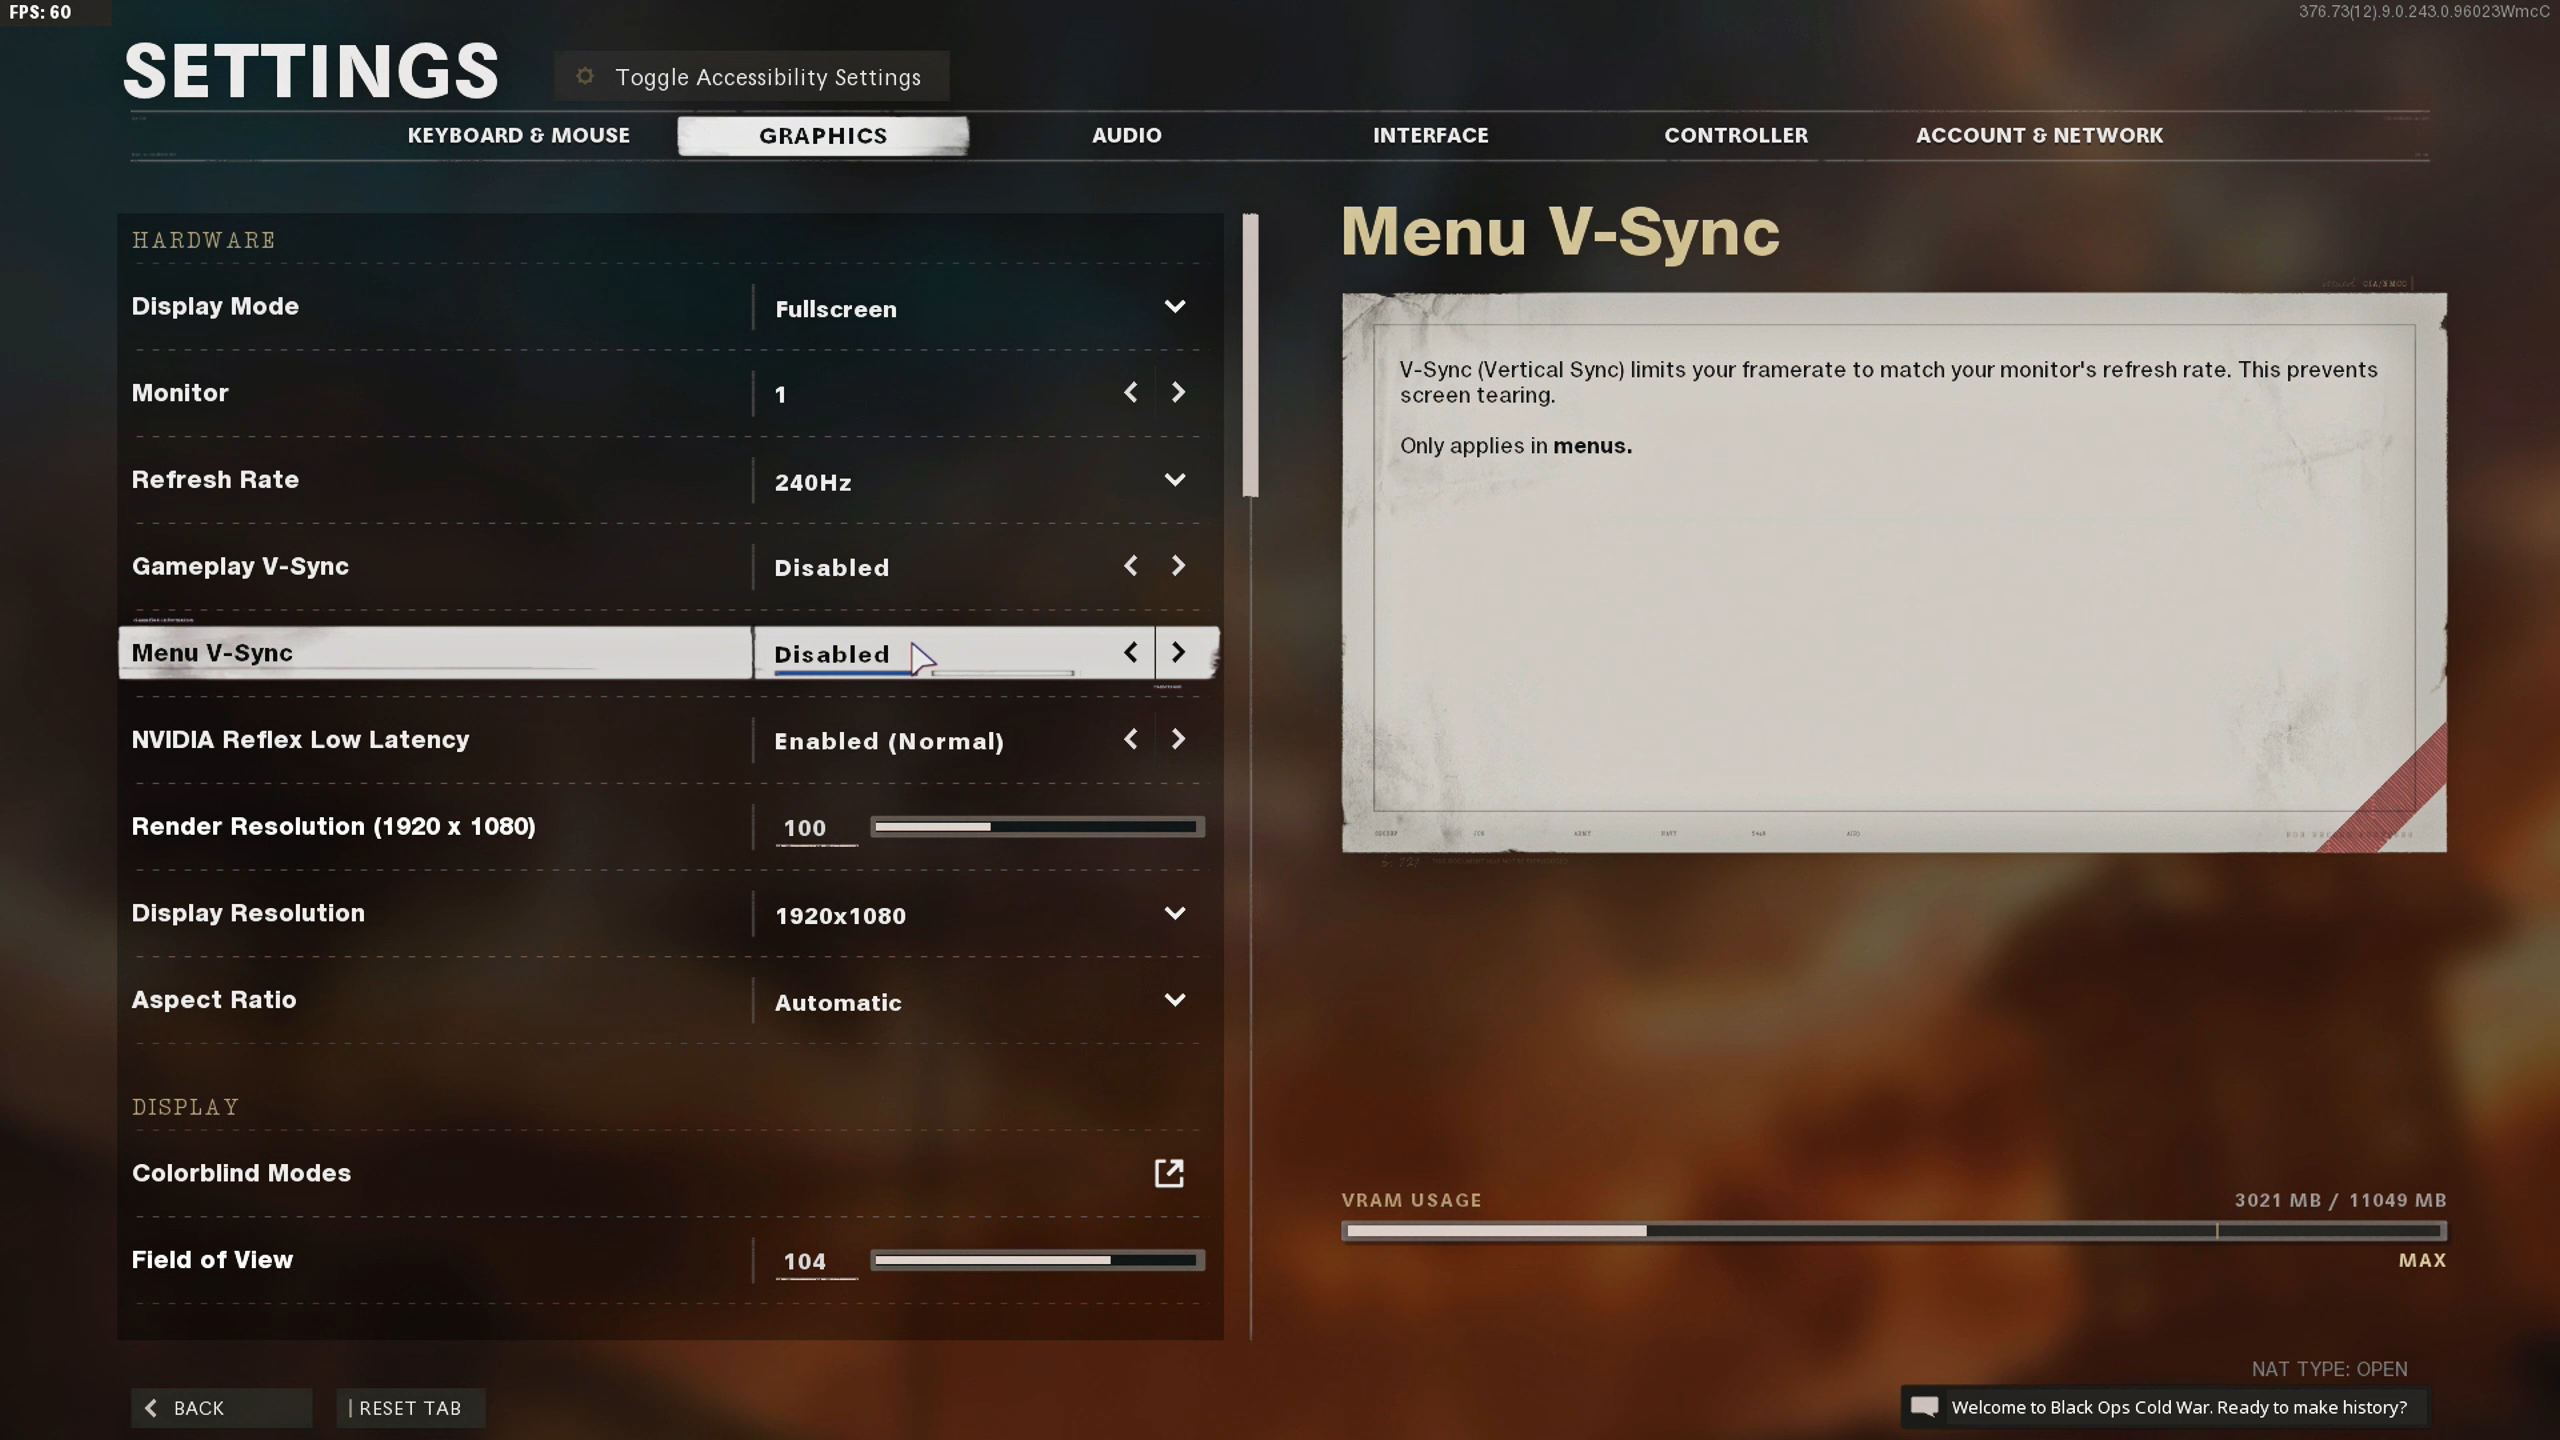 FPS: 60
376.73(12).9.0.243.0.96023WmcC
SETTINGS
Toggle Accessibility Settings
KEYBOARD & MOUSE
GRAPHICS
AUDIO
INTERFACE
CONTROLLER
ACCOUNT & NETWORK
HARDWARE
Display Mode
Fullscreen
Monitor
1
Refresh Rate
240Hz
Gameplay V-Sync
Disabled
Menu V-Sync
Disabled
NVIDIA Reflex Low Latency
Enabled (Normal)
Render Resolution (1920 x 1080)
100
Display Resolution
1920x1080
Aspect Ratio
Automatic
DISPLAY
Colorblind Modes
Field of View
104
BACK
RESET TAB
Menu V-Sync
V-Sync (Vertical Sync) limits your framerate to match your monitor's refresh rate. This prevents
screen tearing.
Only applies in menus.
VRAM USAGE
3021 MB / 11049 MB
MAX
NAT TYPE: OPEN
Welcome to Black Ops Cold War. Ready to make history?